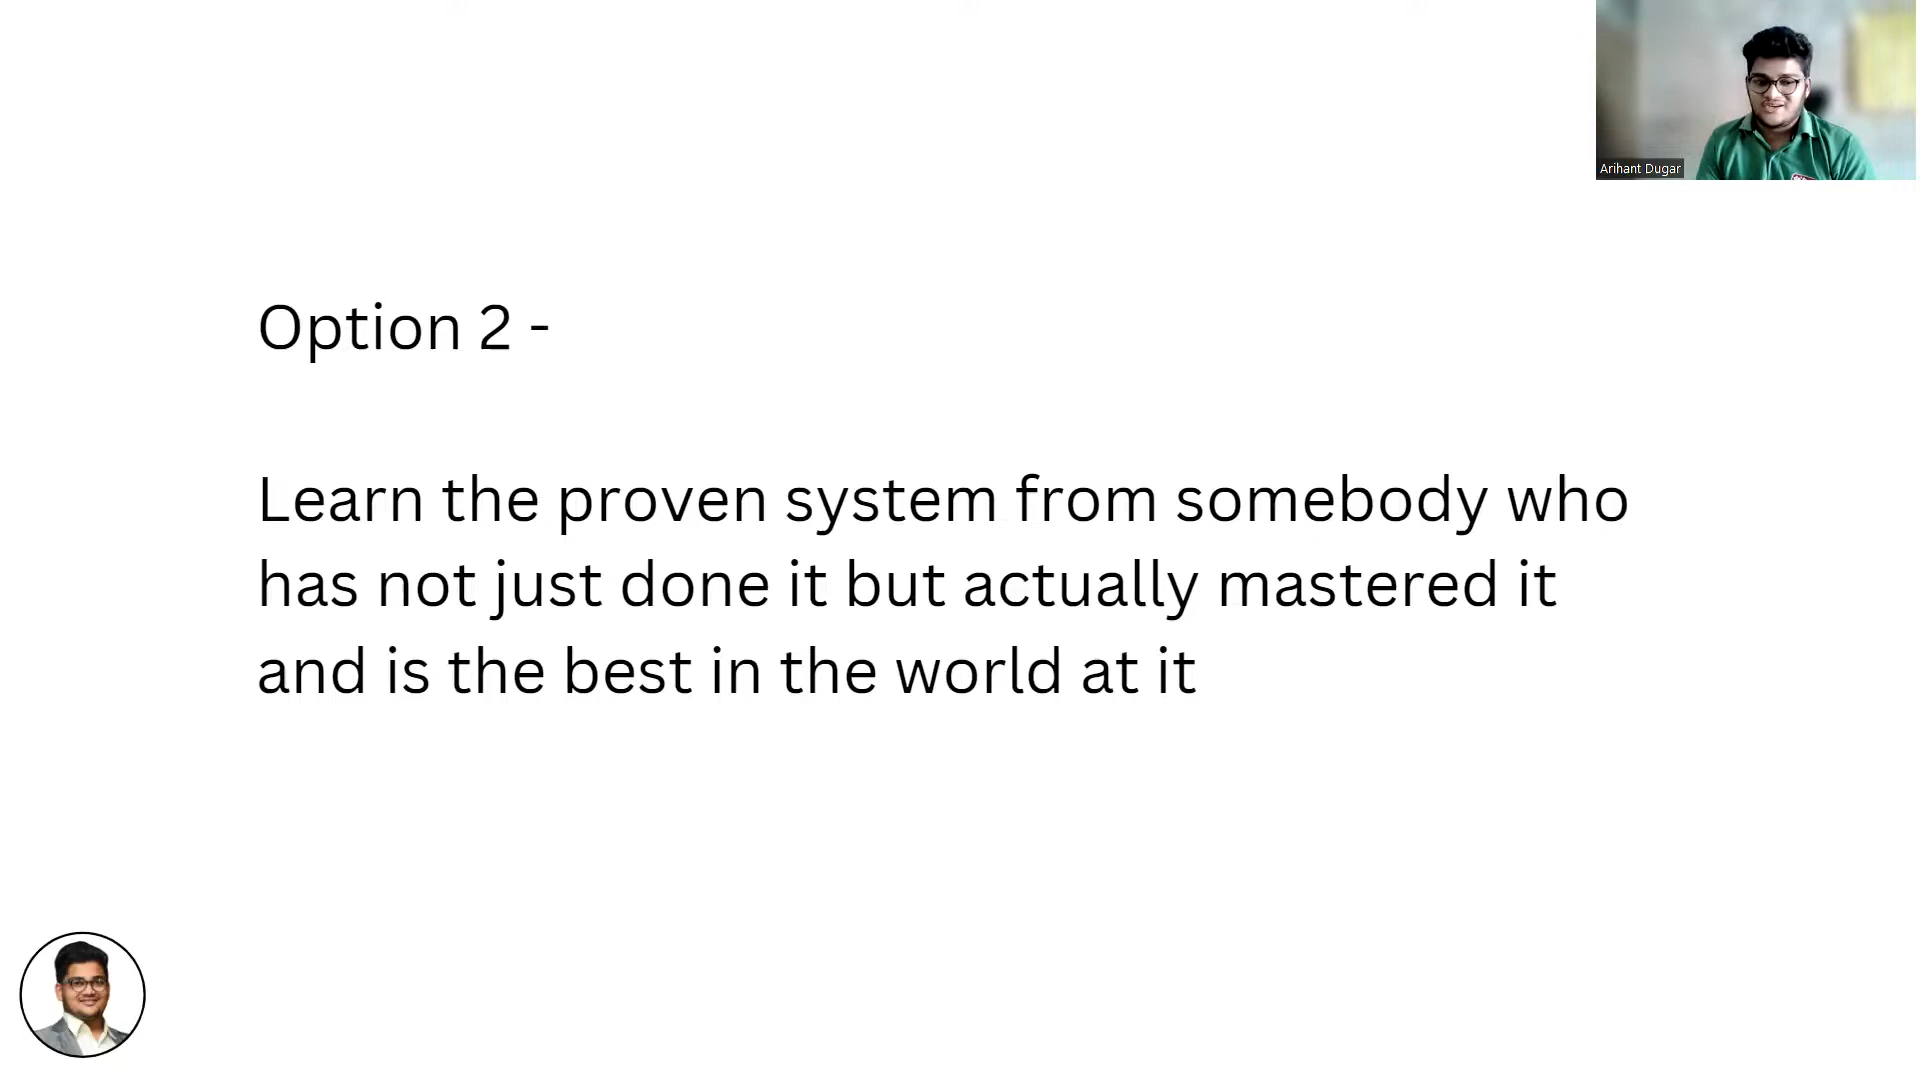 Arihant Dugar
Option 2 -
Learn the proven system from somebody who
has not just done it but actually mastered it
and is the best in the world at it